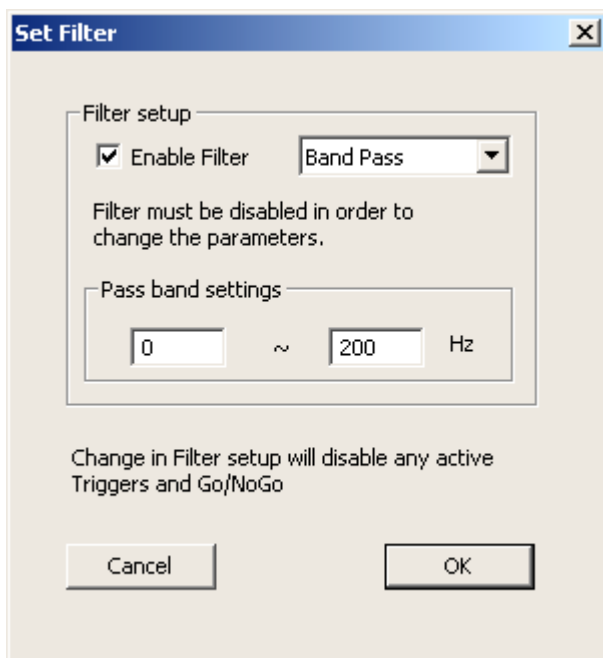 Set Filter
Filter setup
Enable Filter Band Pass
Filter must be disabled in order to
change the parameters.
Pass band settings
0 ~ 200 Hz
Change in Filter setup will disable any active
Triggers and Go/NoGo
Cancel OK